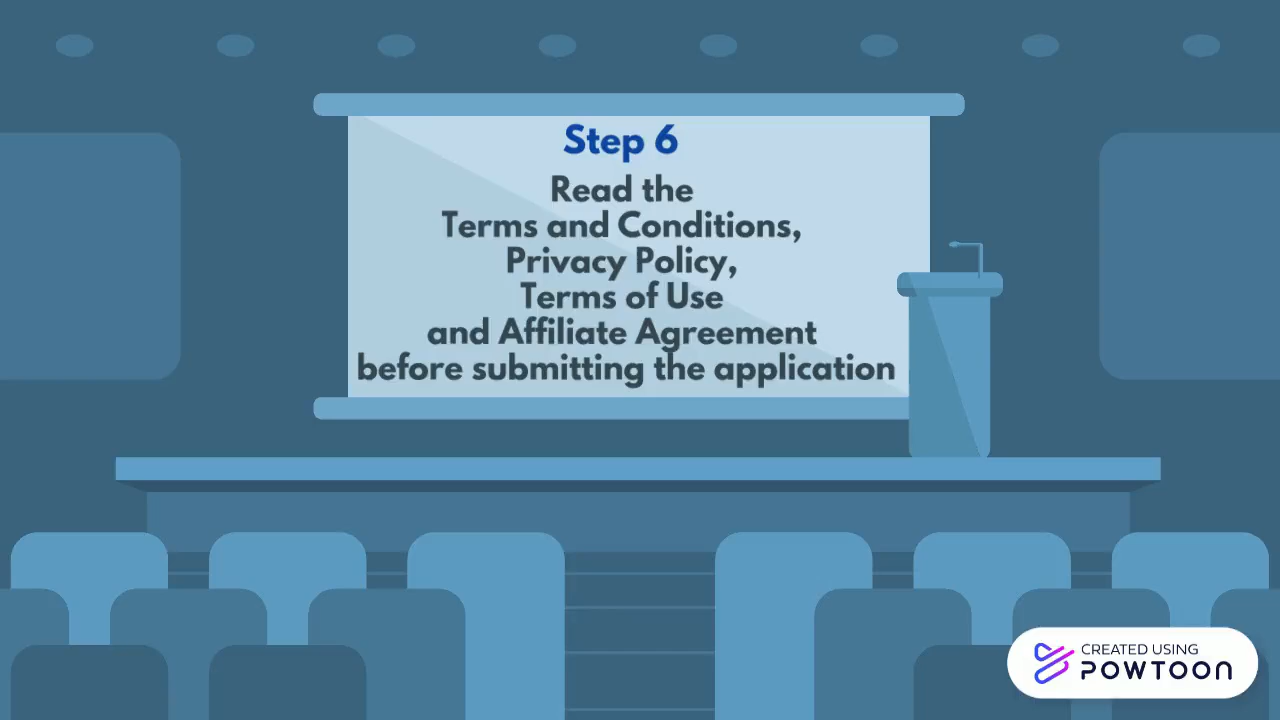 Step 6
Read the
Terms and Conditions,
Privacy Policy,
Terms of Use
and Affiliate Agreement
before submitting the application
CREATED USING
POWTOON